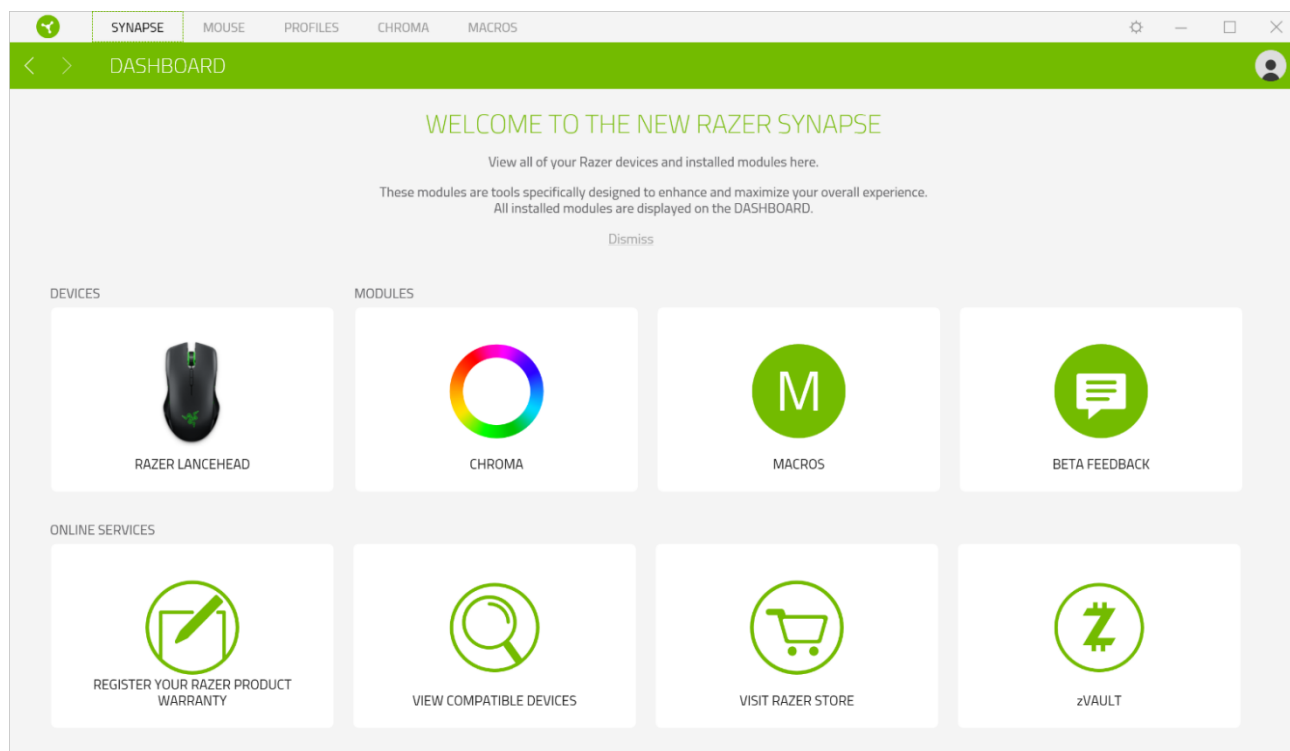 SYNAPSE MOUSE PROFILES CHROMA MACROS
DASHBOARD
WELCOME TO THE NEW RAZER SYNAPSE
View all of your Razer devices and installed modules here.
These modules are tools specifically designed to enhance and maximize your overall experience.
All installed modules are displayed on the DASHBOARD.
Dismiss
DEVICES MODULES
RAZER LANCEHEAD CHROMA MACROS BETA FEEDBACK
M
ONLINE SERVICES
REGISTER YOUR RAZER PRODUCT
WARRANTY
VIEW COMPATIBLE DEVICES
VISIT RAZER STORE
zVAULT